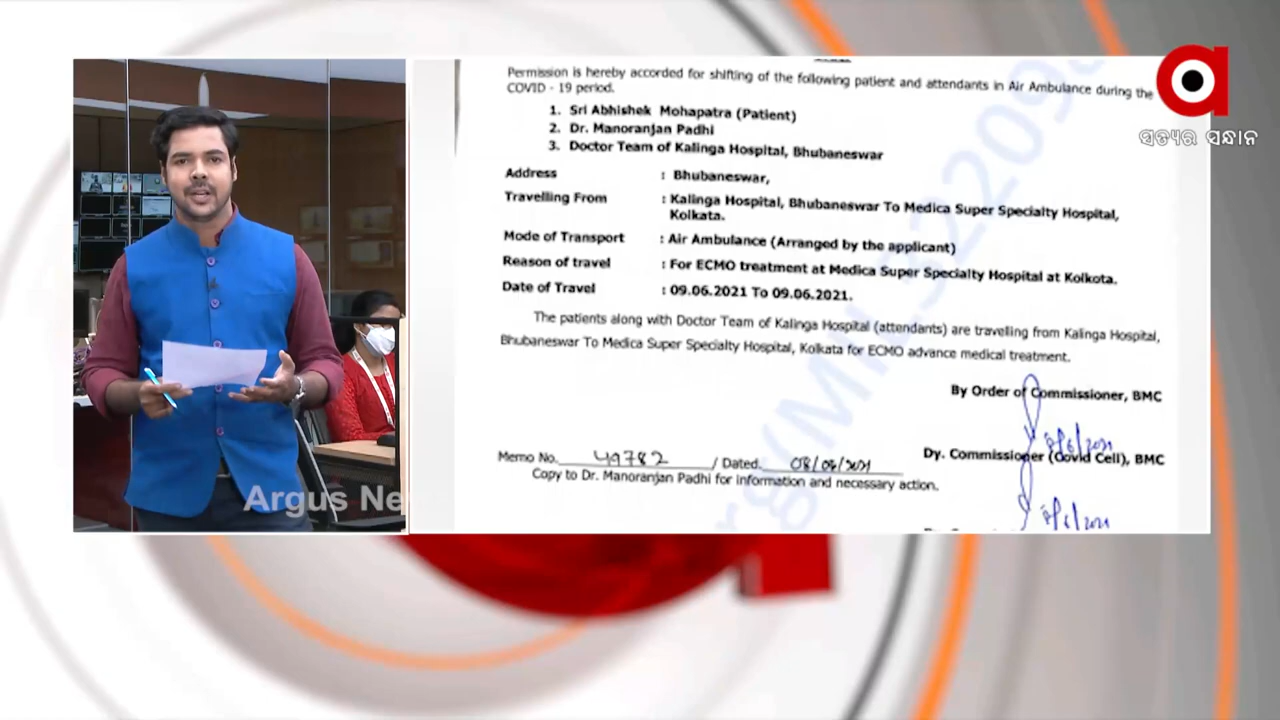 ସତ୍ୟର ସନ୍ଧାନ
Argus Ne
Permission is hereby accorded for shifting of the following patient and attendants in Air Ambulance during the
COVID - 19 period.
1. Sri Abhishek Mohapatra (Patient)
2. Dr. Manoranjan Padhi
3. Doctor Team of Kalinga Hospital, Bhubaneswar
Address : Bhubaneswar,
Travelling From : Kalinga Hospital, Bhubaneswar To Medica Super Specialty Hospital,
Kolkata.
Mode of Transport : Air Ambulance (Arranged by the applicant)
Reason of travel : For ECMO treatment at Medica Super Specialty Hospital at Kolkota.
Date of Travel : 09.06.2021 To 09.06.2021.
The patients along with Doctor Team of Kalinga Hospital (attendants) are travelling from Kalinga Hospital,
Bhubaneswar To Medica Super Specialty Hospital, Kolkata for ECMO advance medical treatment.
By Order of Commissioner, BMC
8/6/2021
Dy. Commissioner (Covid Cell), BMC
Memo No. 49782 / Dated. 08/06/2021
Copy to Dr. Manoranjan Padhi for information and necessary action.
8/6/2021